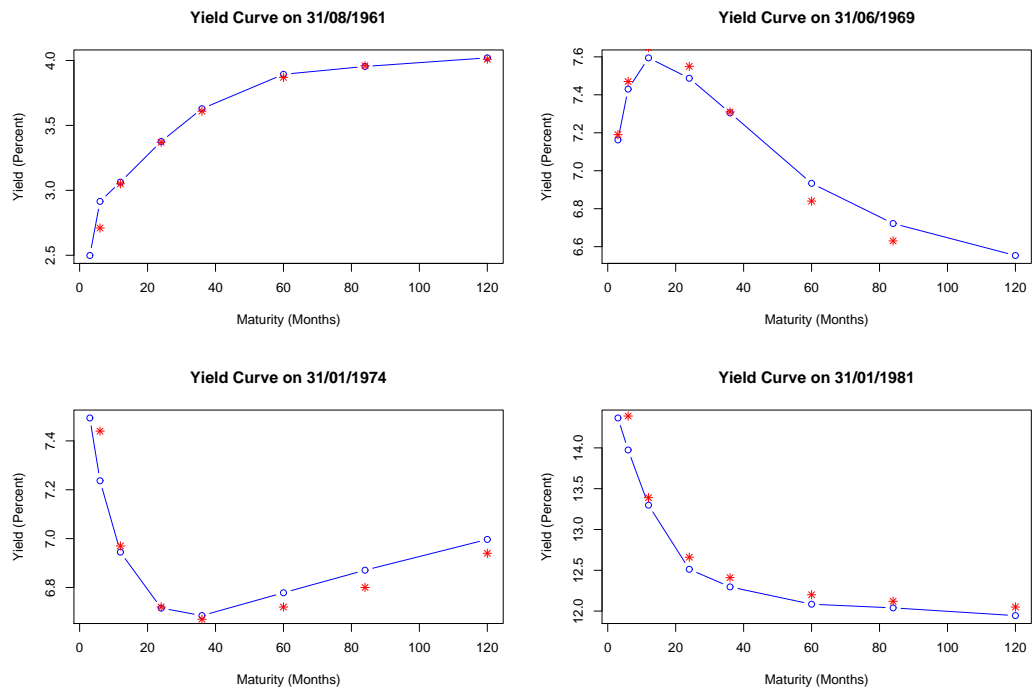 Yield Curve on 31/08/1961
Yield (Percent)
4.0
3.5
3.0
2.5
0 20 40 60 80 100 120
Maturity (Months)
Yield Curve on 31/06/1969
Yield (Percent)
7.6
7.4
7.2
7.0
6.8
6.6
0 20 40 60 80 100 120
Maturity (Months)
Yield Curve on 31/01/1974
Yield (Percent)
7.4
7.2
7.0
6.8
0 20 40 60 80 100 120
Maturity (Months)
Yield Curve on 31/01/1981
Yield (Percent)
14.0
13.5
13.0
12.5
12.0
0 20 40 60 80 100 120
Maturity (Months)